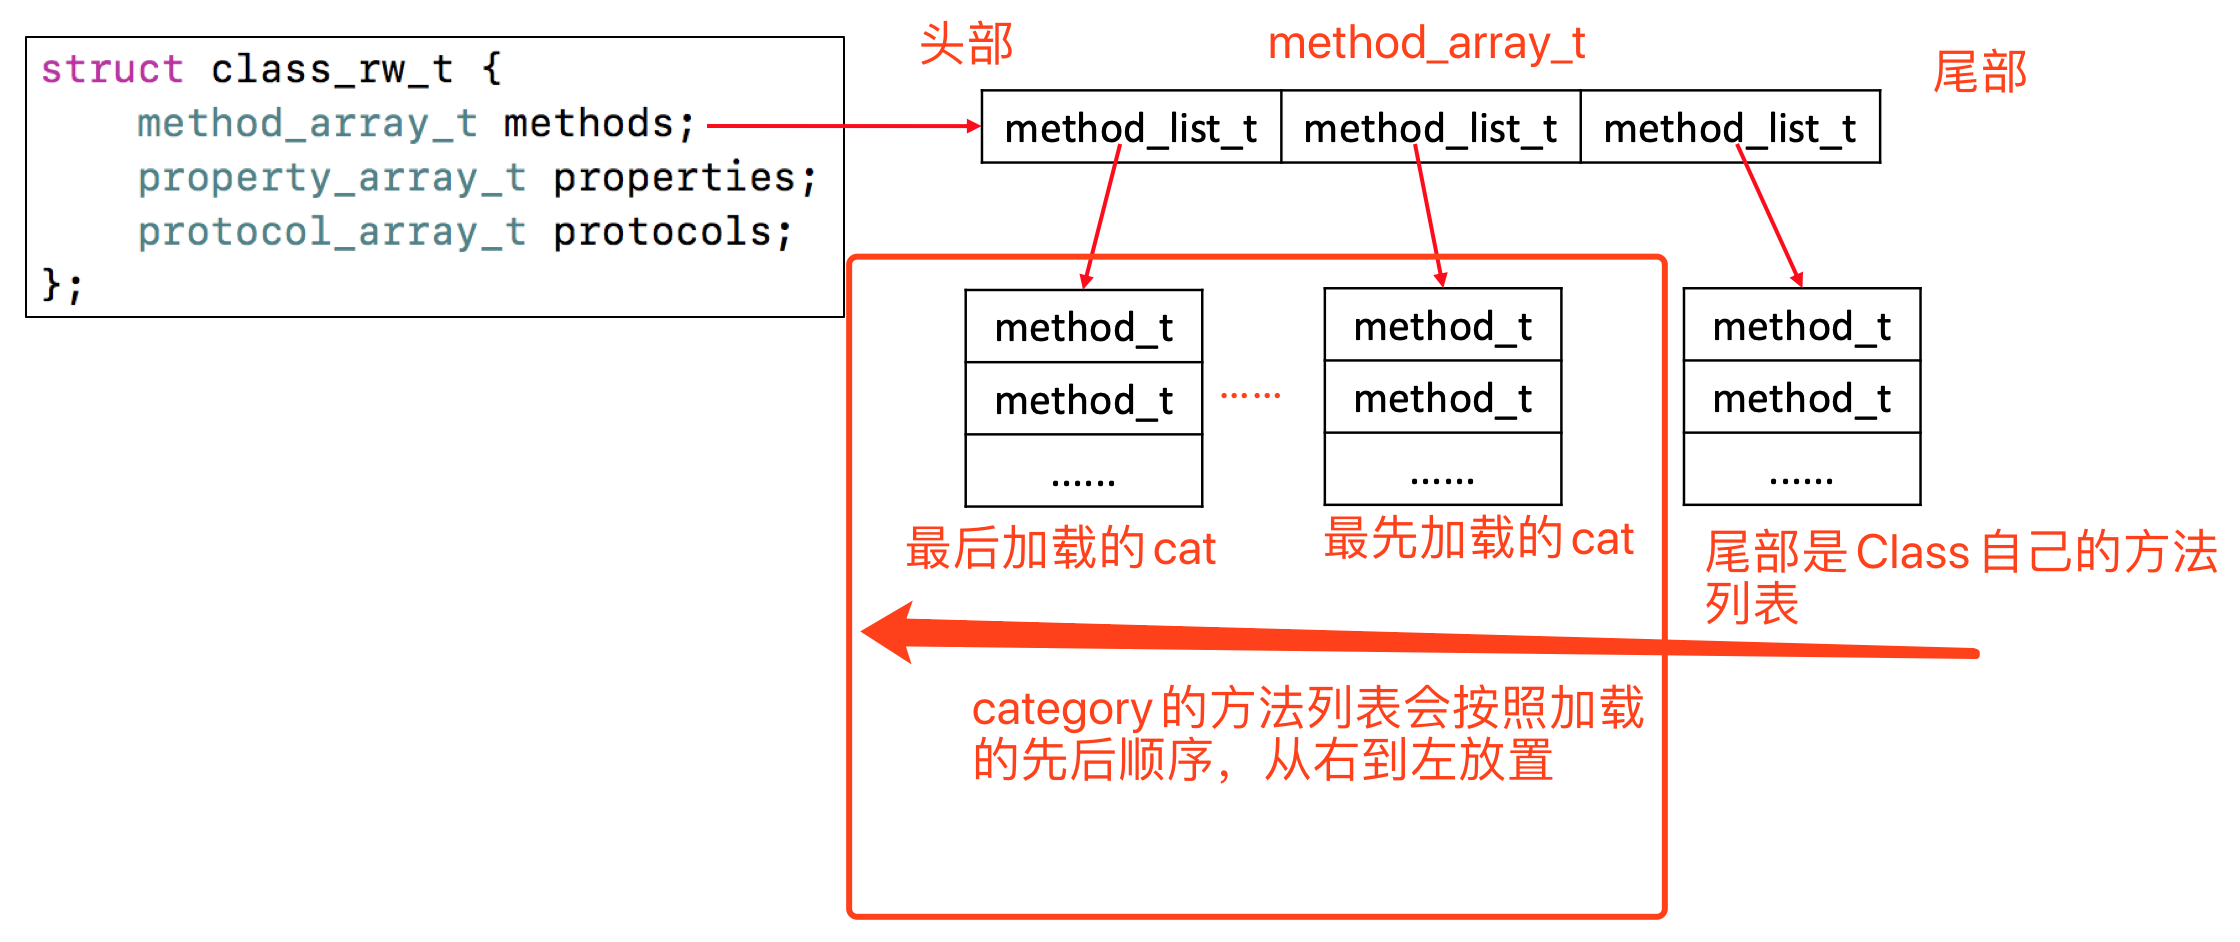 struct class_rw_t {
method_array_t methods;
property_array_t properties;
protocol_array_t protocols;
};
头部
method_array_t
尾部
method_list_t
method_list_t
method_list_t
method_t
method_t
......
……
method_t
method_t
......
method_t
method_t
......
最后加载的cat
最先加载的cat
尾部是Class自己的方法
列表
category的方法列表会按照加载
的先后顺序，从右到左放置